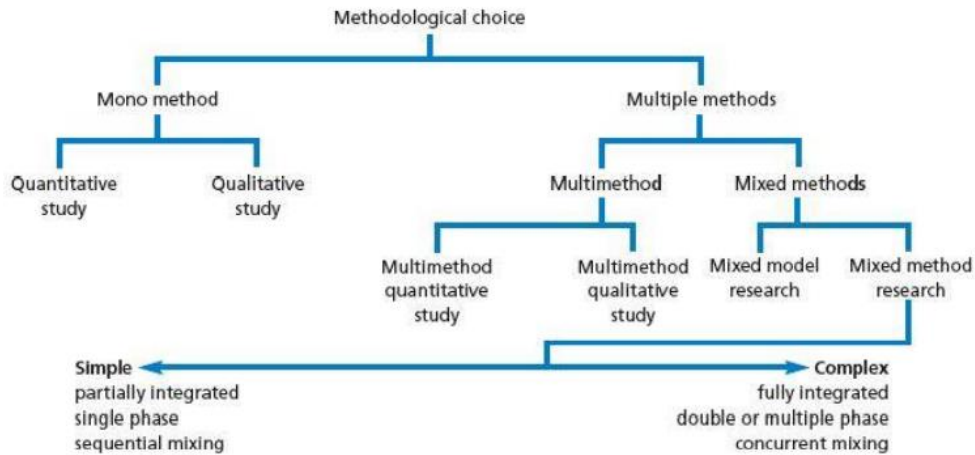 Methodological choice
Mono method
Multiple methods
Quantitative
study
Qualitative
study
Multimethod
Mixed methods
Multimethod
quantitative
study
Multimethod
qualitative
study
Mixed model
research
Mixed method
research
Simple
partially integrated
single phase
sequential mixing
Complex
fully integrated
double or multiple phase
concurrent mixing